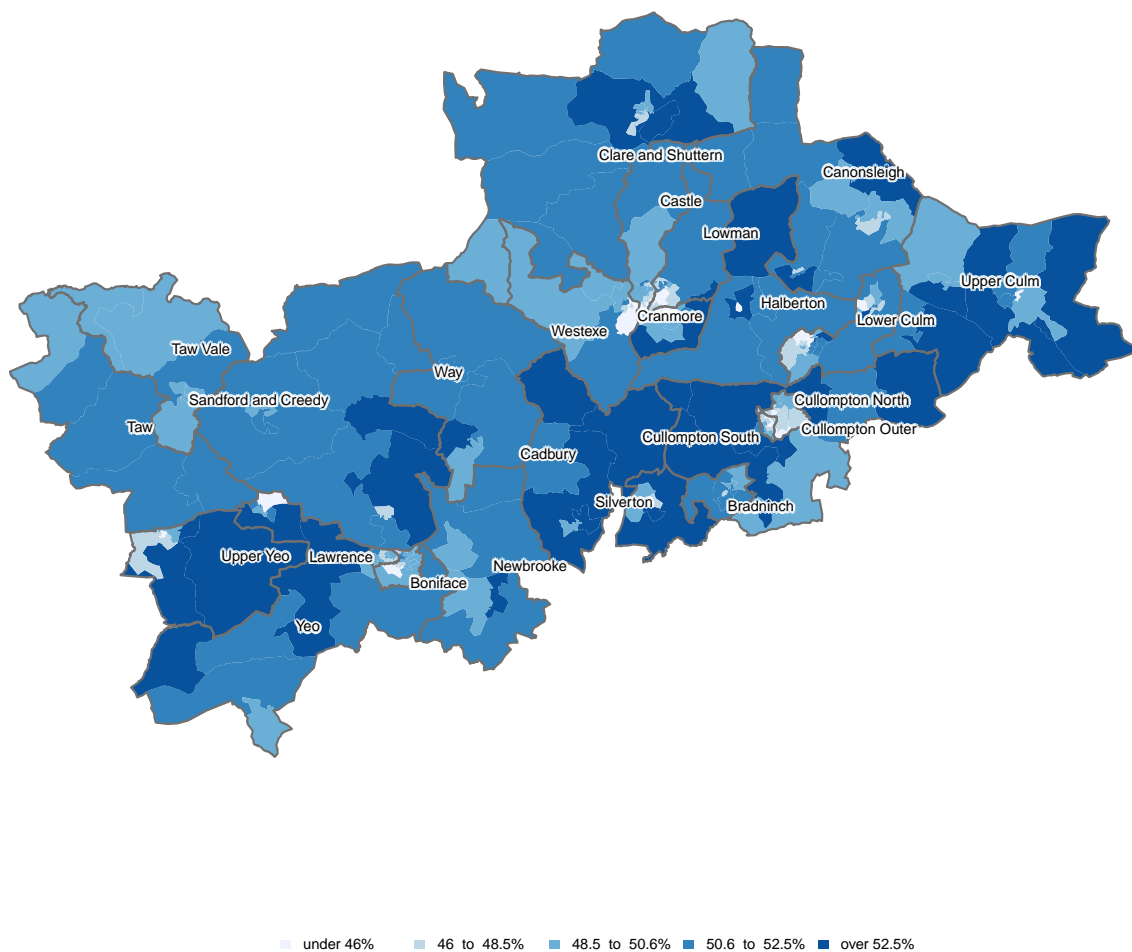 Clare and Shuttern
Canonsleigh
Castle
Lowman
Upper Culm
Halberton
Cranmore
Lower Culm
Westexe
Taw Vale
Way
Sandford and Creedy
Cullompton North
Taw
Cullompton Outer
Cullompton South
Cadbury
Silverton
Bradninch
Upper Yeo
Lawrence
Newbrooke
Boniface
Yeo
under 46% 46 to 48.5% 48.5 to 50.6% 50.6 to 52.5% over 52.5%